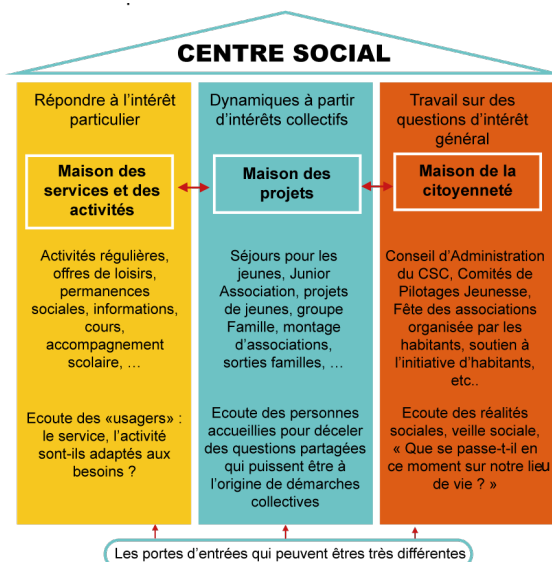 CENTRE SOCIAL
Répondre à l'intérêt
particulier
Maison des
services et des
activités
Activités régulières,
offres de loisirs,
permanences
sociales, informations,
cours,
accompagnement
scolaire, ...
Ecoute des «usagers» :
le service, l'activité
sont-ils adaptés aux
besoins ?
Dynamiques à partir
d'intérêts collectifs
Maison des
projets
Séjours pour les
jeunes, Junior
Association, projets
de jeunes, groupe
Famille, montage
d'associations,
sorties familles, ...
Ecoute des personnes
accueillies pour déceler
des questions partagées
qui puissent être à
l'origine de démarches
collectives
Travail sur des
questions d'intérêt
général
Maison de la
citoyenneté
Conseil d'Administration
du CSC, Comités de
Pilotages Jeunesse,
Fête des associations
organisée par les
habitants, soutien à
l'initiative d'habitants,
etc..
Ecoute des réalités
sociales, veille sociale,
« Que se passe-t-il en
ce moment sur notre lieu
de vie ? »
Les portes d'entrées qui peuvent êtres très différentes